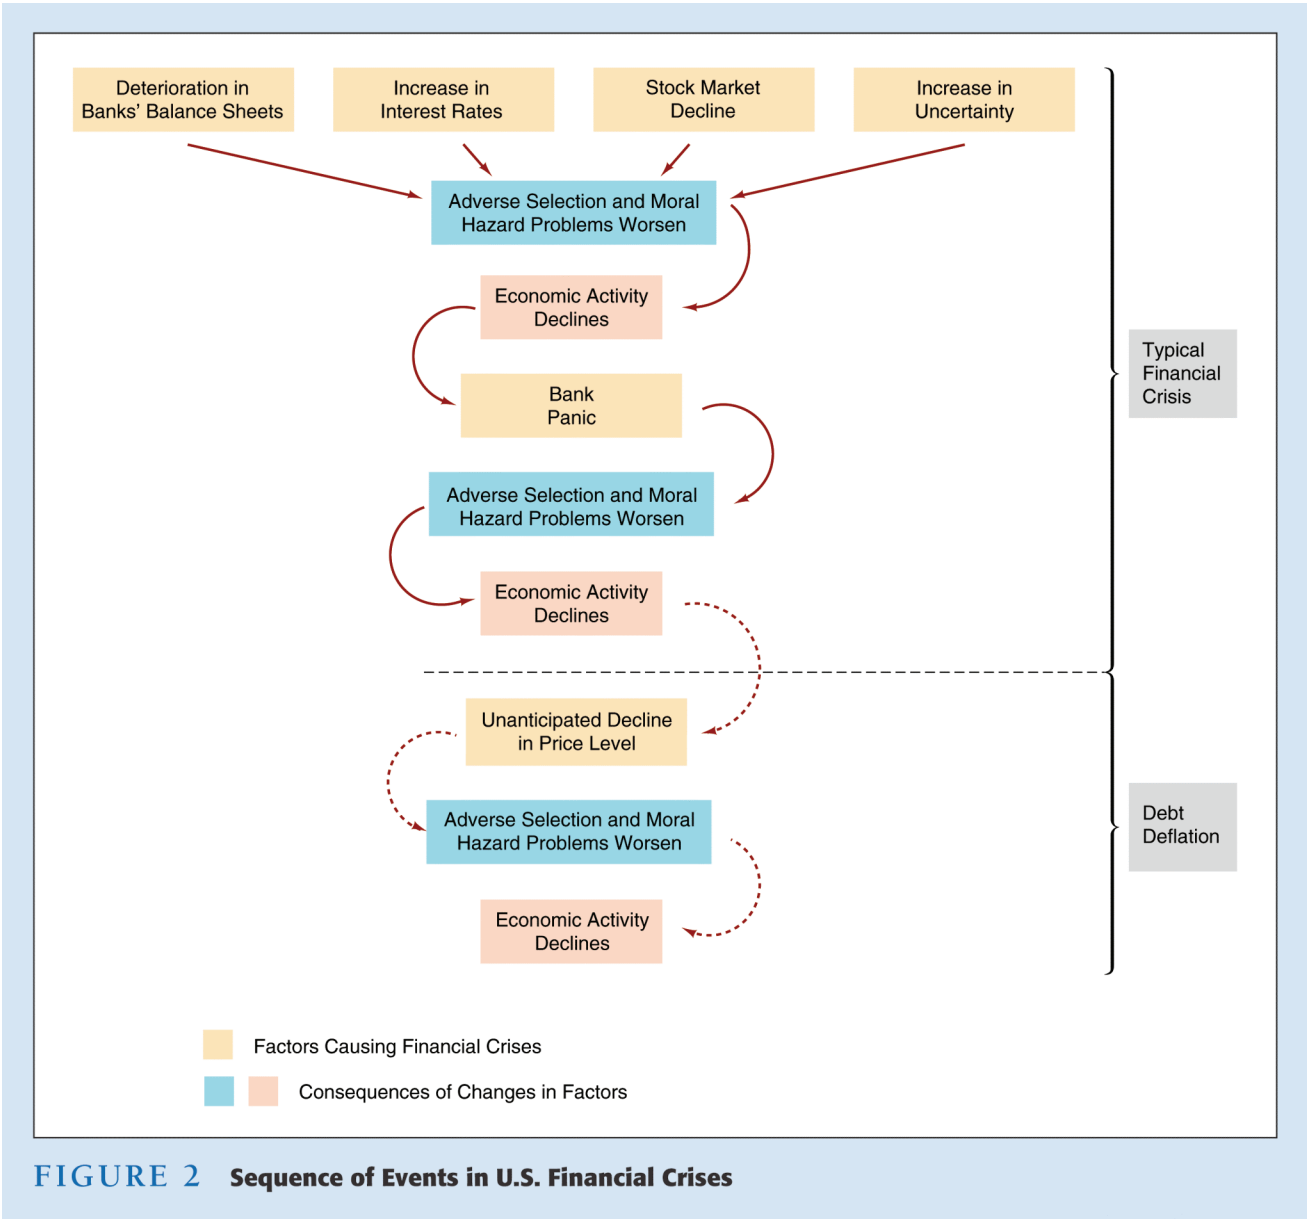 Deterioration in
Banks' Balance Sheets
Increase in
Interest Rates
Stock Market
Decline
Increase in
Uncertainty
Adverse Selection and Moral
Hazard Problems Worsen
Economic Activity
Declines
Typical
Financial
Crisis
Bank
Panic
Adverse Selection and Moral
Hazard Problems Worsen
Economic Activity
Declines
Unanticipated Decline
in Price Level
Adverse Selection and Moral
Hazard Problems Worsen
Debt
Deflation
Economic Activity
Declines
Factors Causing Financial Crises
Consequences of Changes in Factors
FIGURE 2 Sequence of Events in U.S. Financial Crises